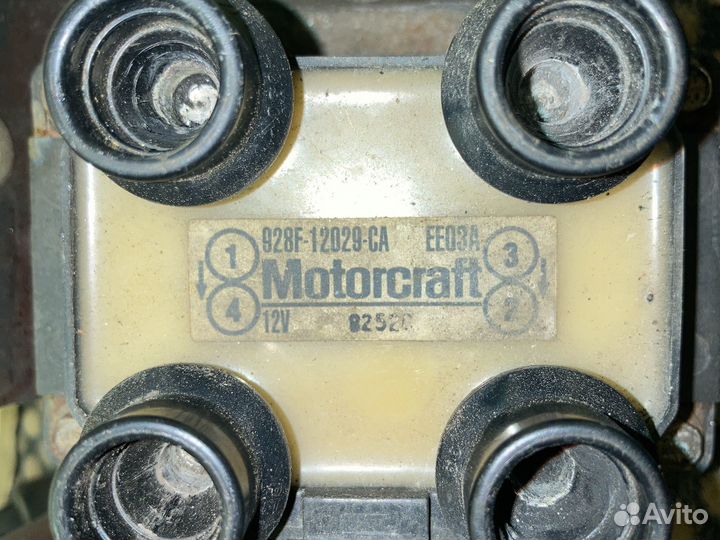 928F-12029-CA EE03A
1 Motorcraft 3
4 2
12V
Avito